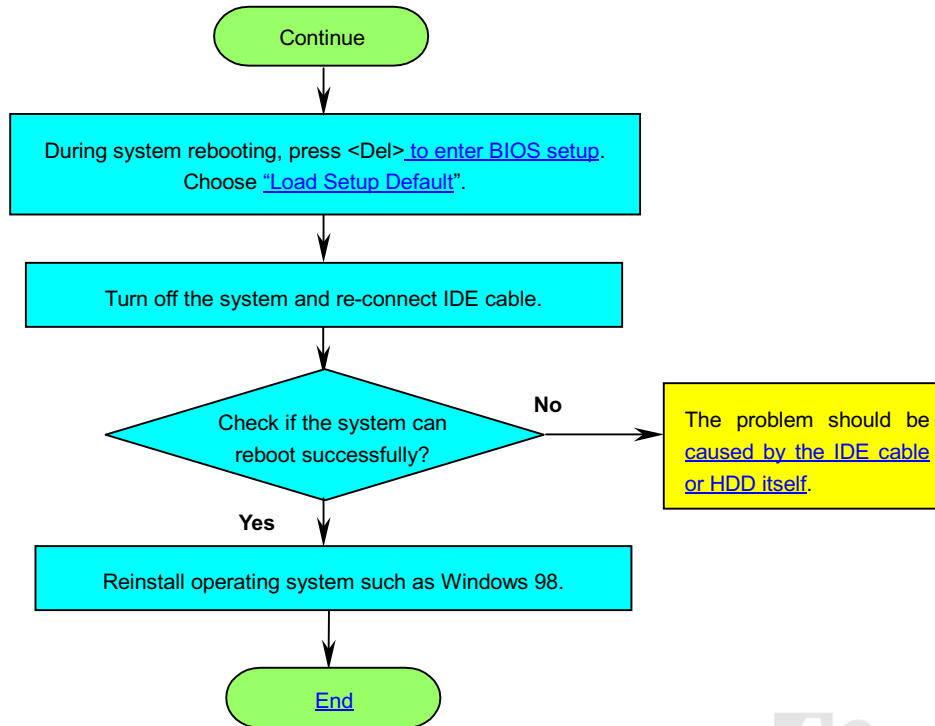 Continue
During system rebooting, press <Del> to enter BIOS setup.
Choose “Load Setup Default”.
Turn off the system and re-connect IDE cable.
Check if the system can
reboot successfully?
No
The problem should be
caused by the IDE cable
or HDD itself.
Yes
Reinstall operating system such as Windows 98.
End